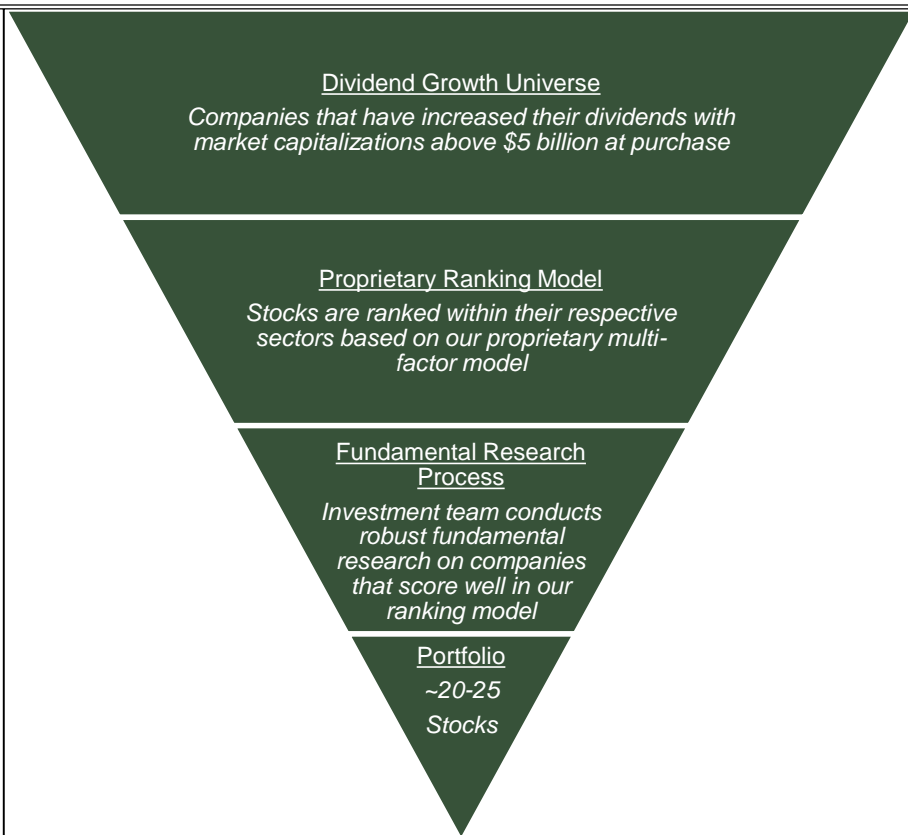 Dividend Growth Universe
Companies that have increased their dividends with
market capitalizations above $5 billion at purchase
Proprietary Ranking Model
Stocks are ranked within their respective
sectors based on our proprietary multi-
factor model
Fundamental Research
Process
Investment team conducts
robust fundamental
research on companies
that score well in our
ranking model
Portfolio
~20-25
Stocks